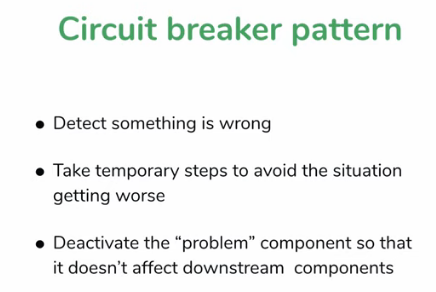 Circuit breaker pattern
• Detect something is wrong
• Take temporary steps to avoid the situation
getting worse
• Deactivate the “problem” component so that
it doesn’t affect downstream components